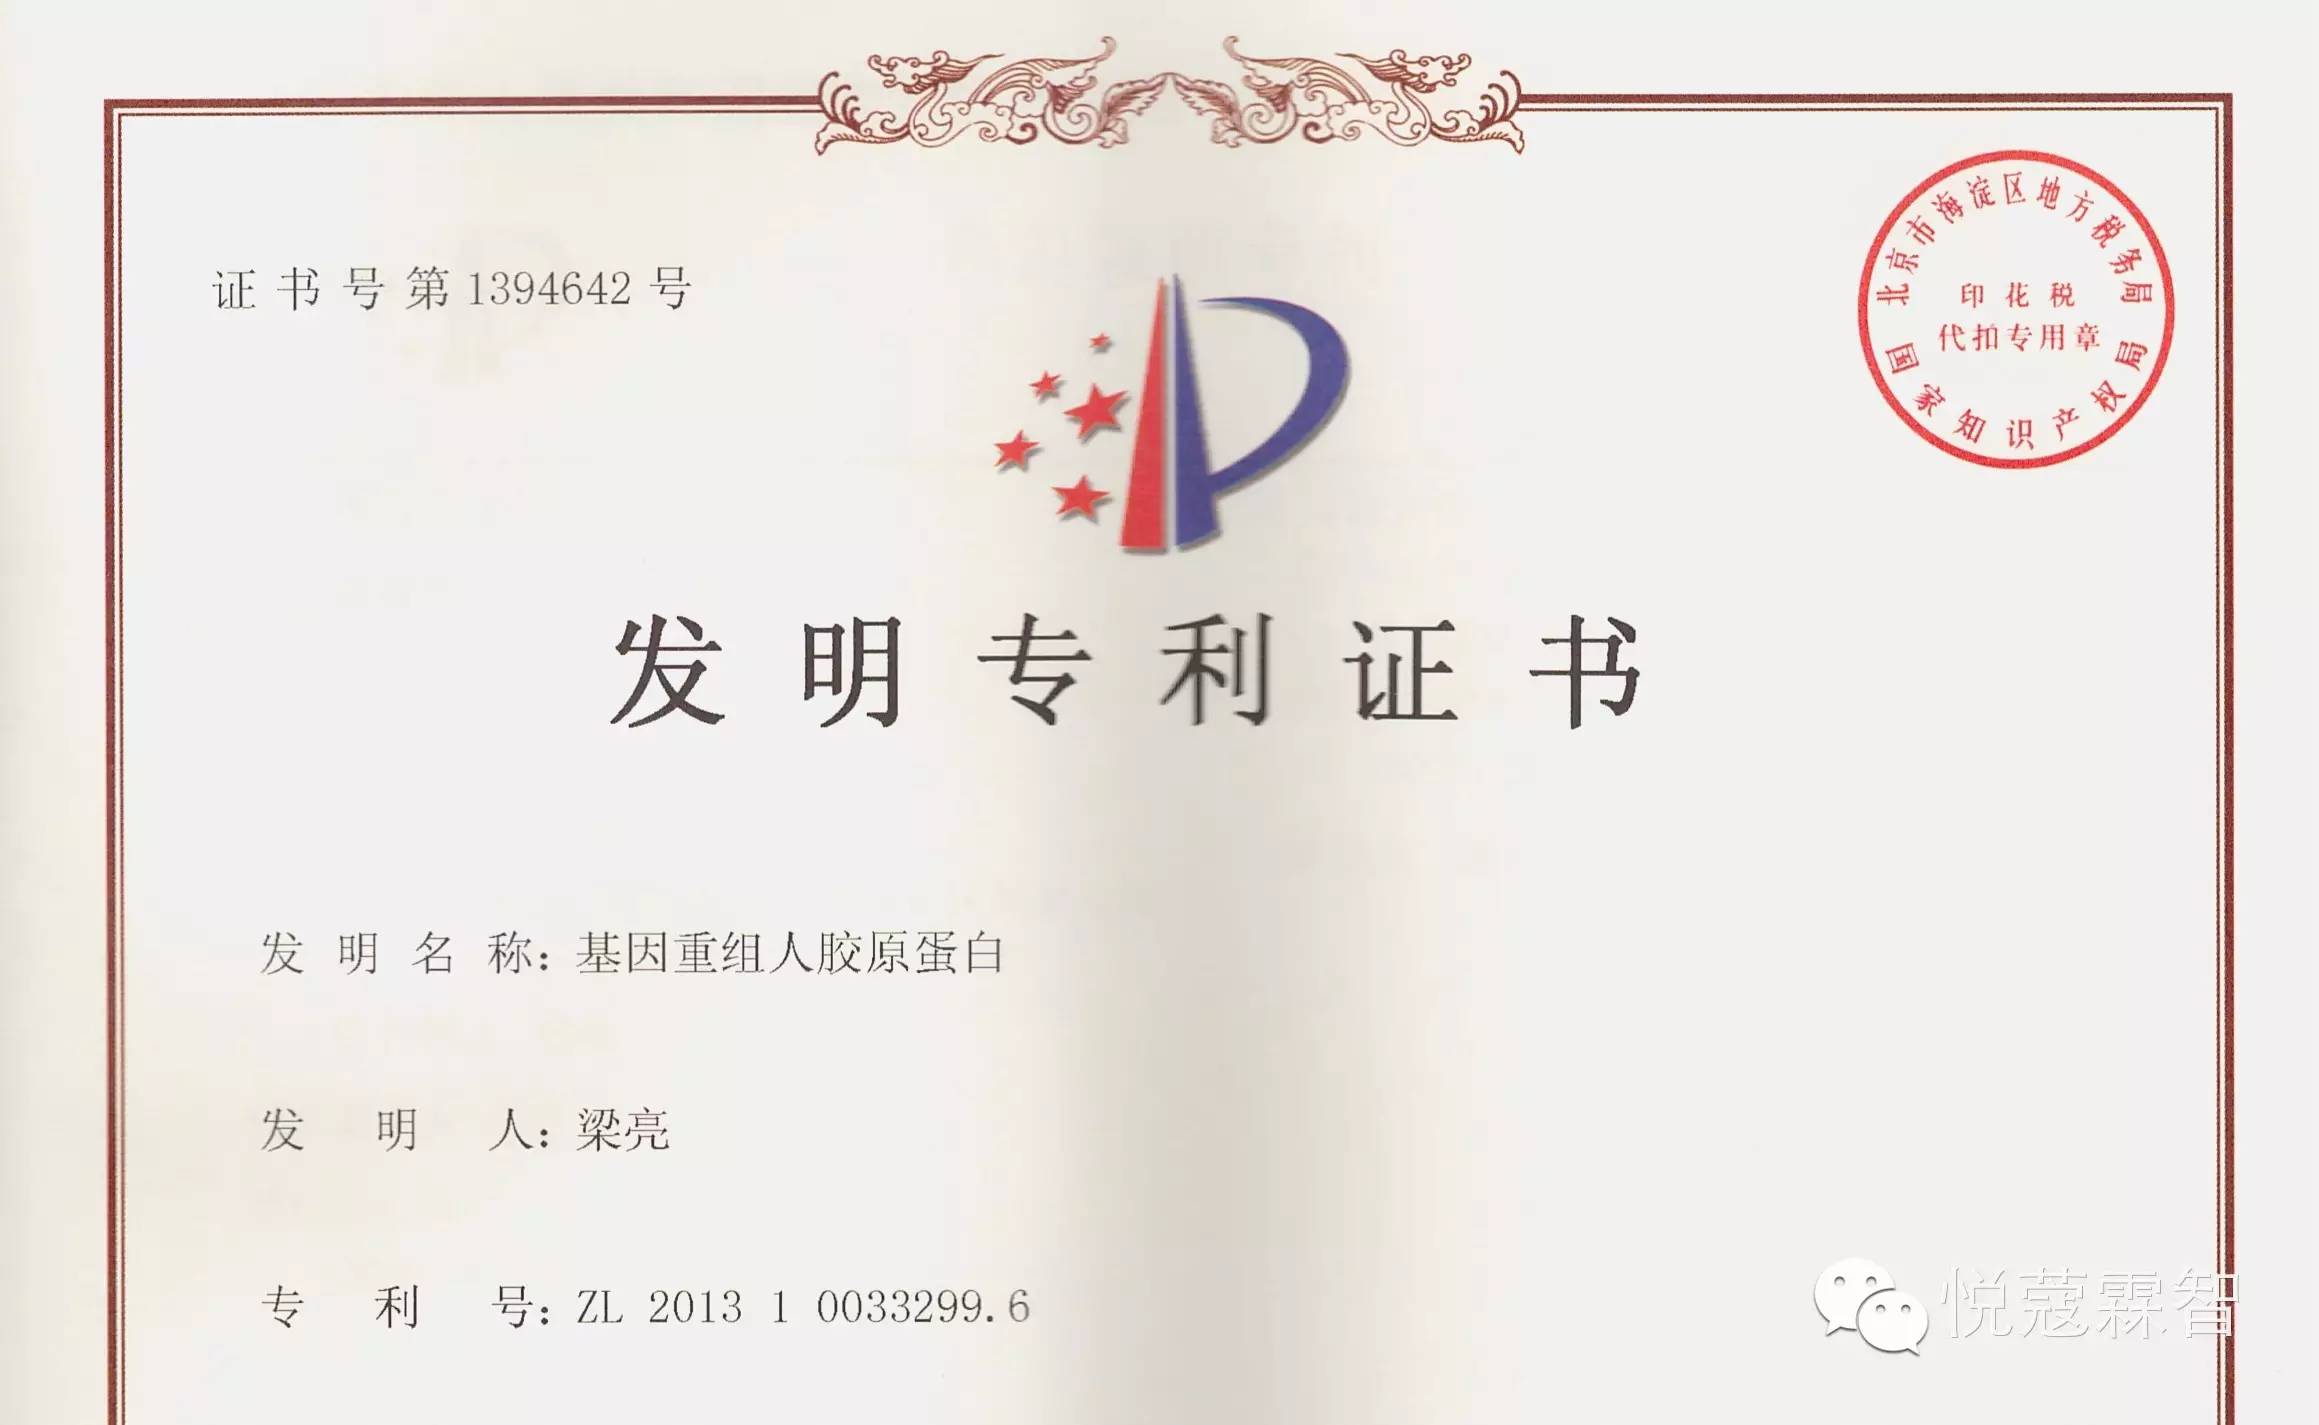 证书号第1394642号
北京市海淀区地方税务局
印花税
代扣专用章
国家知识产权局
发明专利证书
发明名称：基因重组人胶原蛋白
发明人：梁亮
专利号：ZL 2013 1 0033299.6
悦蔻霖智